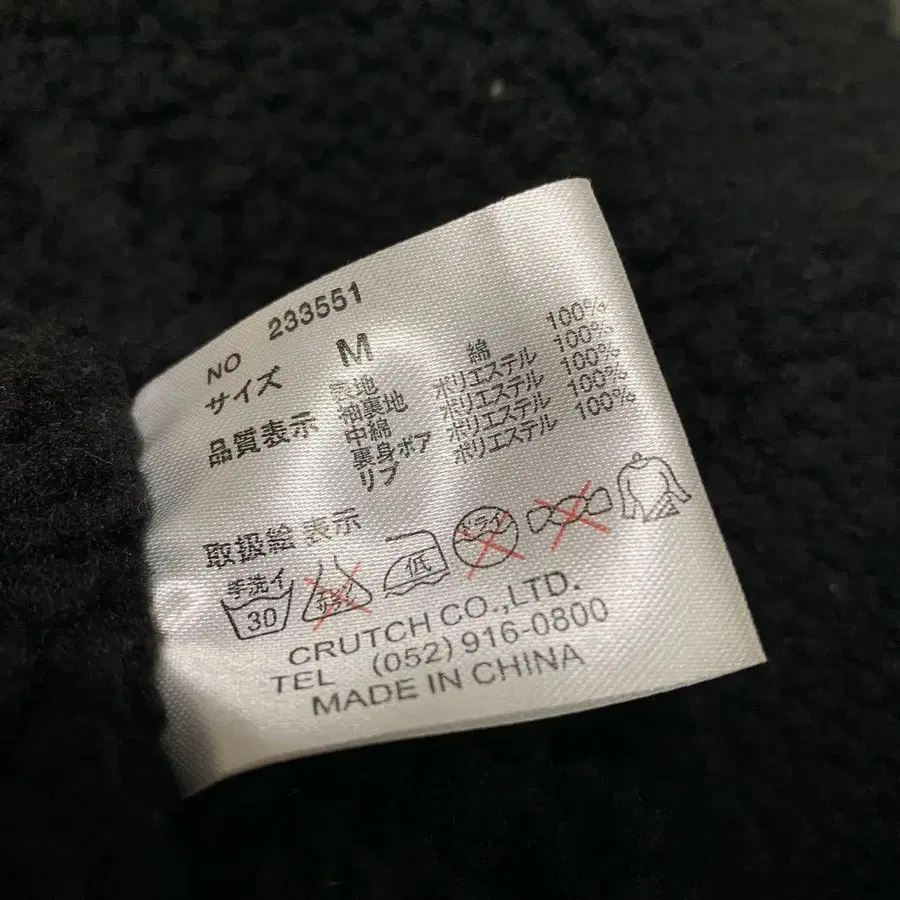 NO 233551
サイズ M
品質表示 表地 綿 100%
袖裏地 ポリエステル 100%
中綿 ポリエステル 100%
裏身ボア ポリエステル 100%
リブ ポリエステル 100%
取扱絵表示
手洗イ 30 低 ドライ
CRUTCH CO.,LTD.
TEL (052)916-0800
MADE IN CHINA